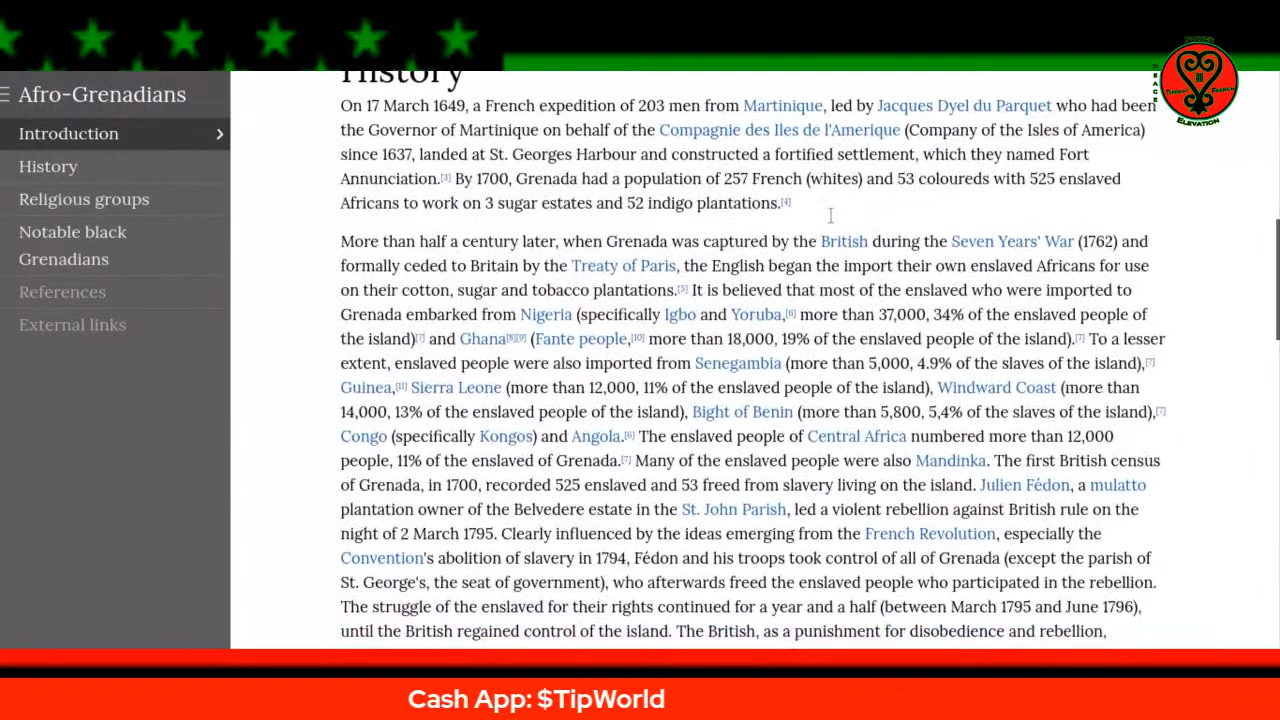 POWER
PEACE
ELEVATION
Afro-Grenadians
Introduction
History
Religious groups
Notable black
Grenadians
References
External links
History
On 17 March 1649, a French expedition of 203 men from Martinique, led by Jacques Dyel du Parquet who had been
the Governor of Martinique on behalf of the Compagnie des Iles de l'Amerique (Company of the Isles of America)
since 1637, landed at St. Georges Harbour and constructed a fortified settlement, which they named Fort
Annunciation.[3] By 1700, Grenada had a population of 257 French (whites) and 53 coloureds with 525 enslaved
Africans to work on 3 sugar estates and 52 indigo plantations.[4]
More than half a century later, when Grenada was captured by the British during the Seven Years' War (1762) and
formally ceded to Britain by the Treaty of Paris, the English began the import their own enslaved Africans for use
on their cotton, sugar and tobacco plantations.[5] It is believed that most of the enslaved who were imported to
Grenada embarked from Nigeria (specifically Igbo and Yoruba,[6] more than 37,000, 34% of the enslaved people of
the island)[7] and Ghana[8][9] (Fante people,[10] more than 18,000, 19% of the enslaved people of the island).[7] To a lesser
extent, enslaved people were also imported from Senegambia (more than 5,000, 4.9% of the slaves of the island),[7]
Guinea,[11] Sierra Leone (more than 12,000, 11% of the enslaved people of the island), Windward Coast (more than
14,000, 13% of the enslaved people of the island), Bight of Benin (more than 5,800, 5,4% of the slaves of the island),[7]
Congo (specifically Kongos) and Angola.[6] The enslaved people of Central Africa numbered more than 12,000
people, 11% of the enslaved of Grenada.[7] Many of the enslaved people were also Mandinka. The first British census
of Grenada, in 1700, recorded 525 enslaved and 53 freed from slavery living on the island. Julien Fédon, a mulatto
plantation owner of the Belvedere estate in the St. John Parish, led a violent rebellion against British rule on the
night of 2 March 1795. Clearly influenced by the ideas emerging from the French Revolution, especially the
Convention's abolition of slavery in 1794, Fédon and his troops took control of all of Grenada (except the parish of
St. George's, the seat of government), who afterwards freed the enslaved people who participated in the rebellion.
The struggle of the enslaved for their rights continued for a year and a half (between March 1795 and June 1796),
until the British regained control of the island. The British, as a punishment for disobedience and rebellion,
Cash App: $TipWorld